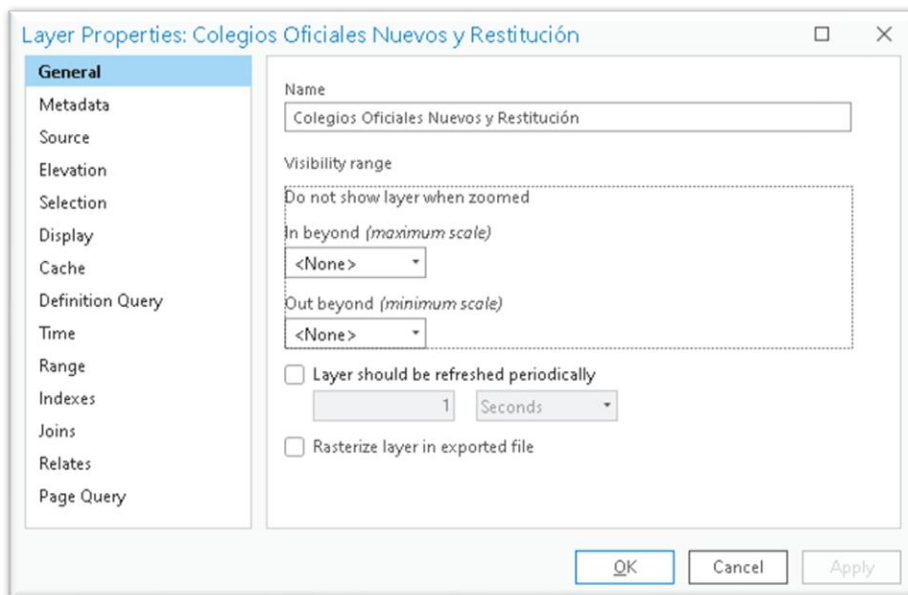 Layer Properties: Colegios Oficiales Nuevos y Restitución
General
Metadata
Source
Elevation
Selection
Display
Cache
Definition Query
Time
Range
Indexes
Joins
Relates
Page Query
Name
Colegios Oficiales Nuevos y Restitución
Visibility range
Do not show layer when zoomed
In beyond (maximum scale)
<None>
Out beyond (minimum scale)
<None>
Layer should be refreshed periodically
1 Seconds
Rasterize layer in exported file
OK Cancel Apply